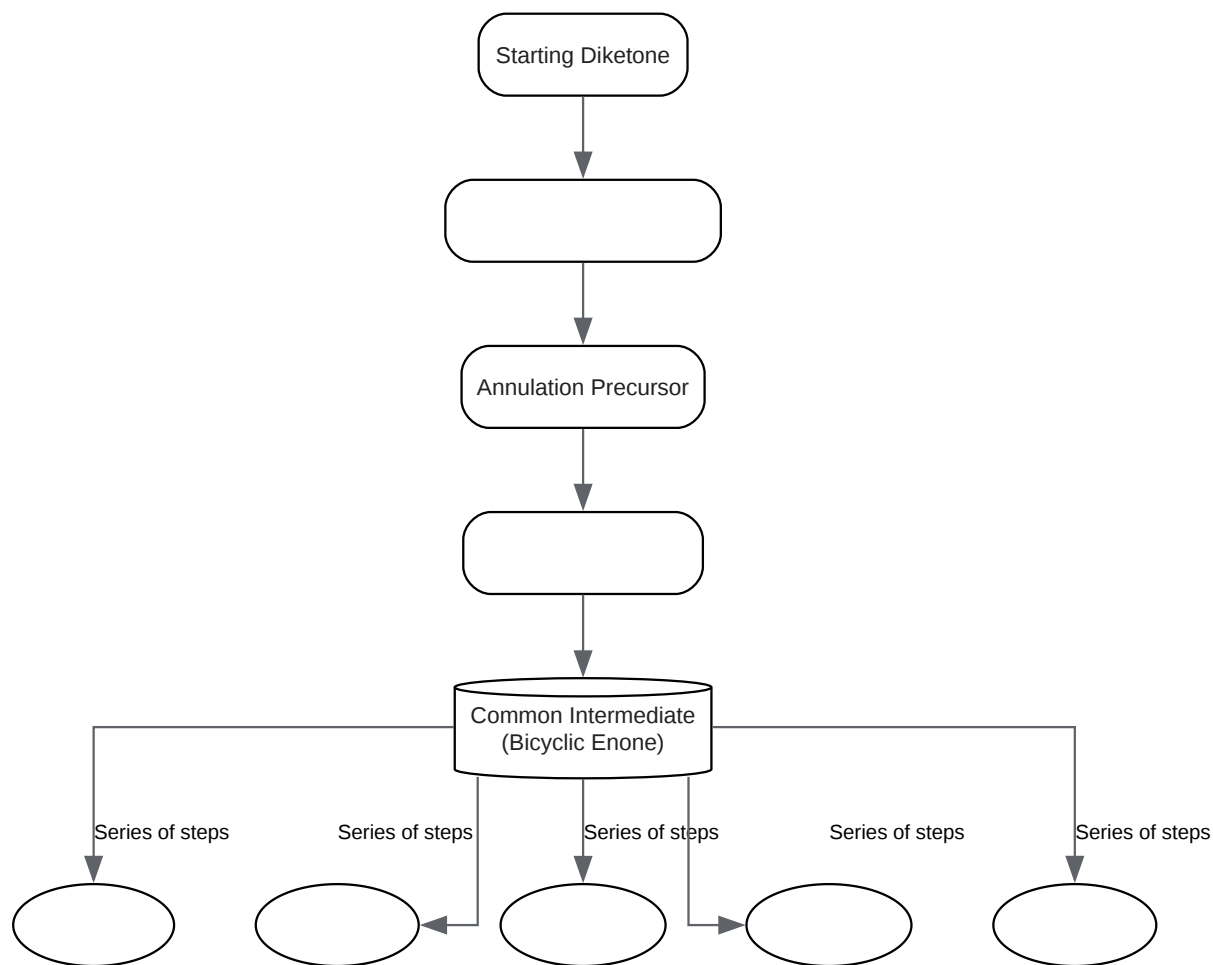 Starting Diketone
Annulation Precursor
Common Intermediate
(Bicyclic Enone)
Series of steps
Series of steps
Series of steps
Series of steps
Series of steps